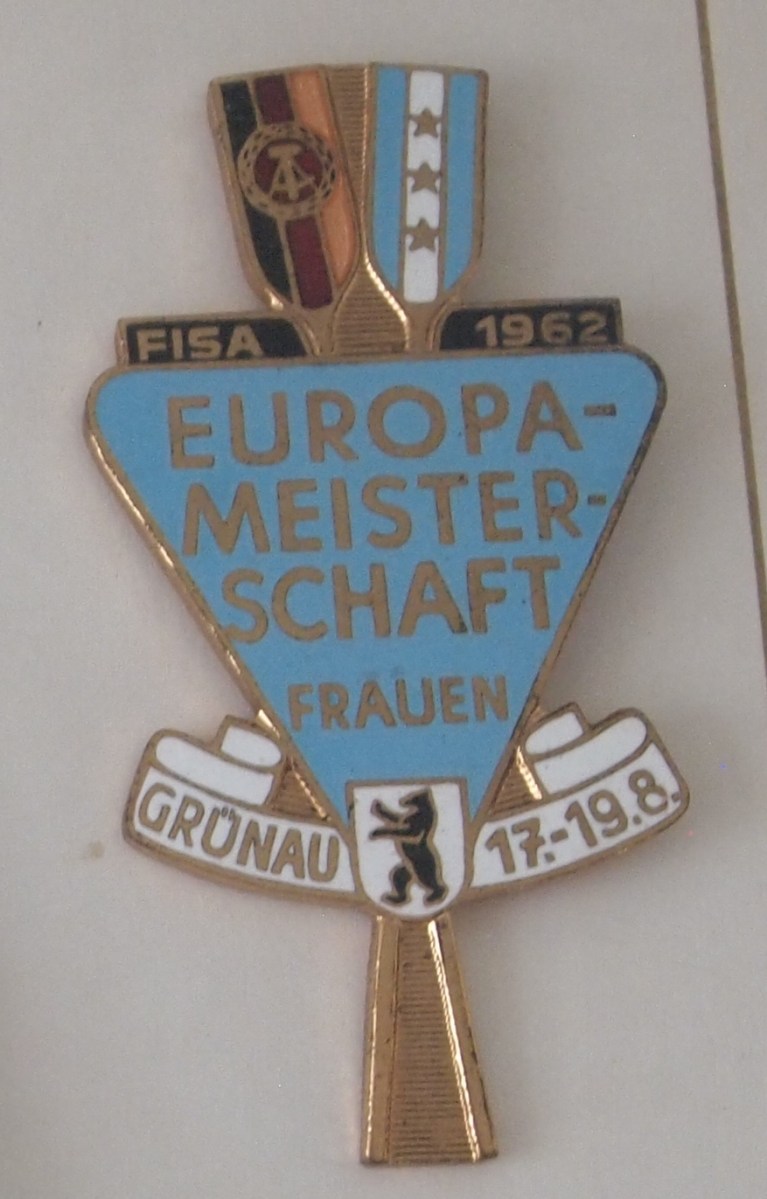 FISA 1962
EUROPA-
MEISTER-
SCHAFT
FRAUEN
GRÜNAU 17.-19.8.